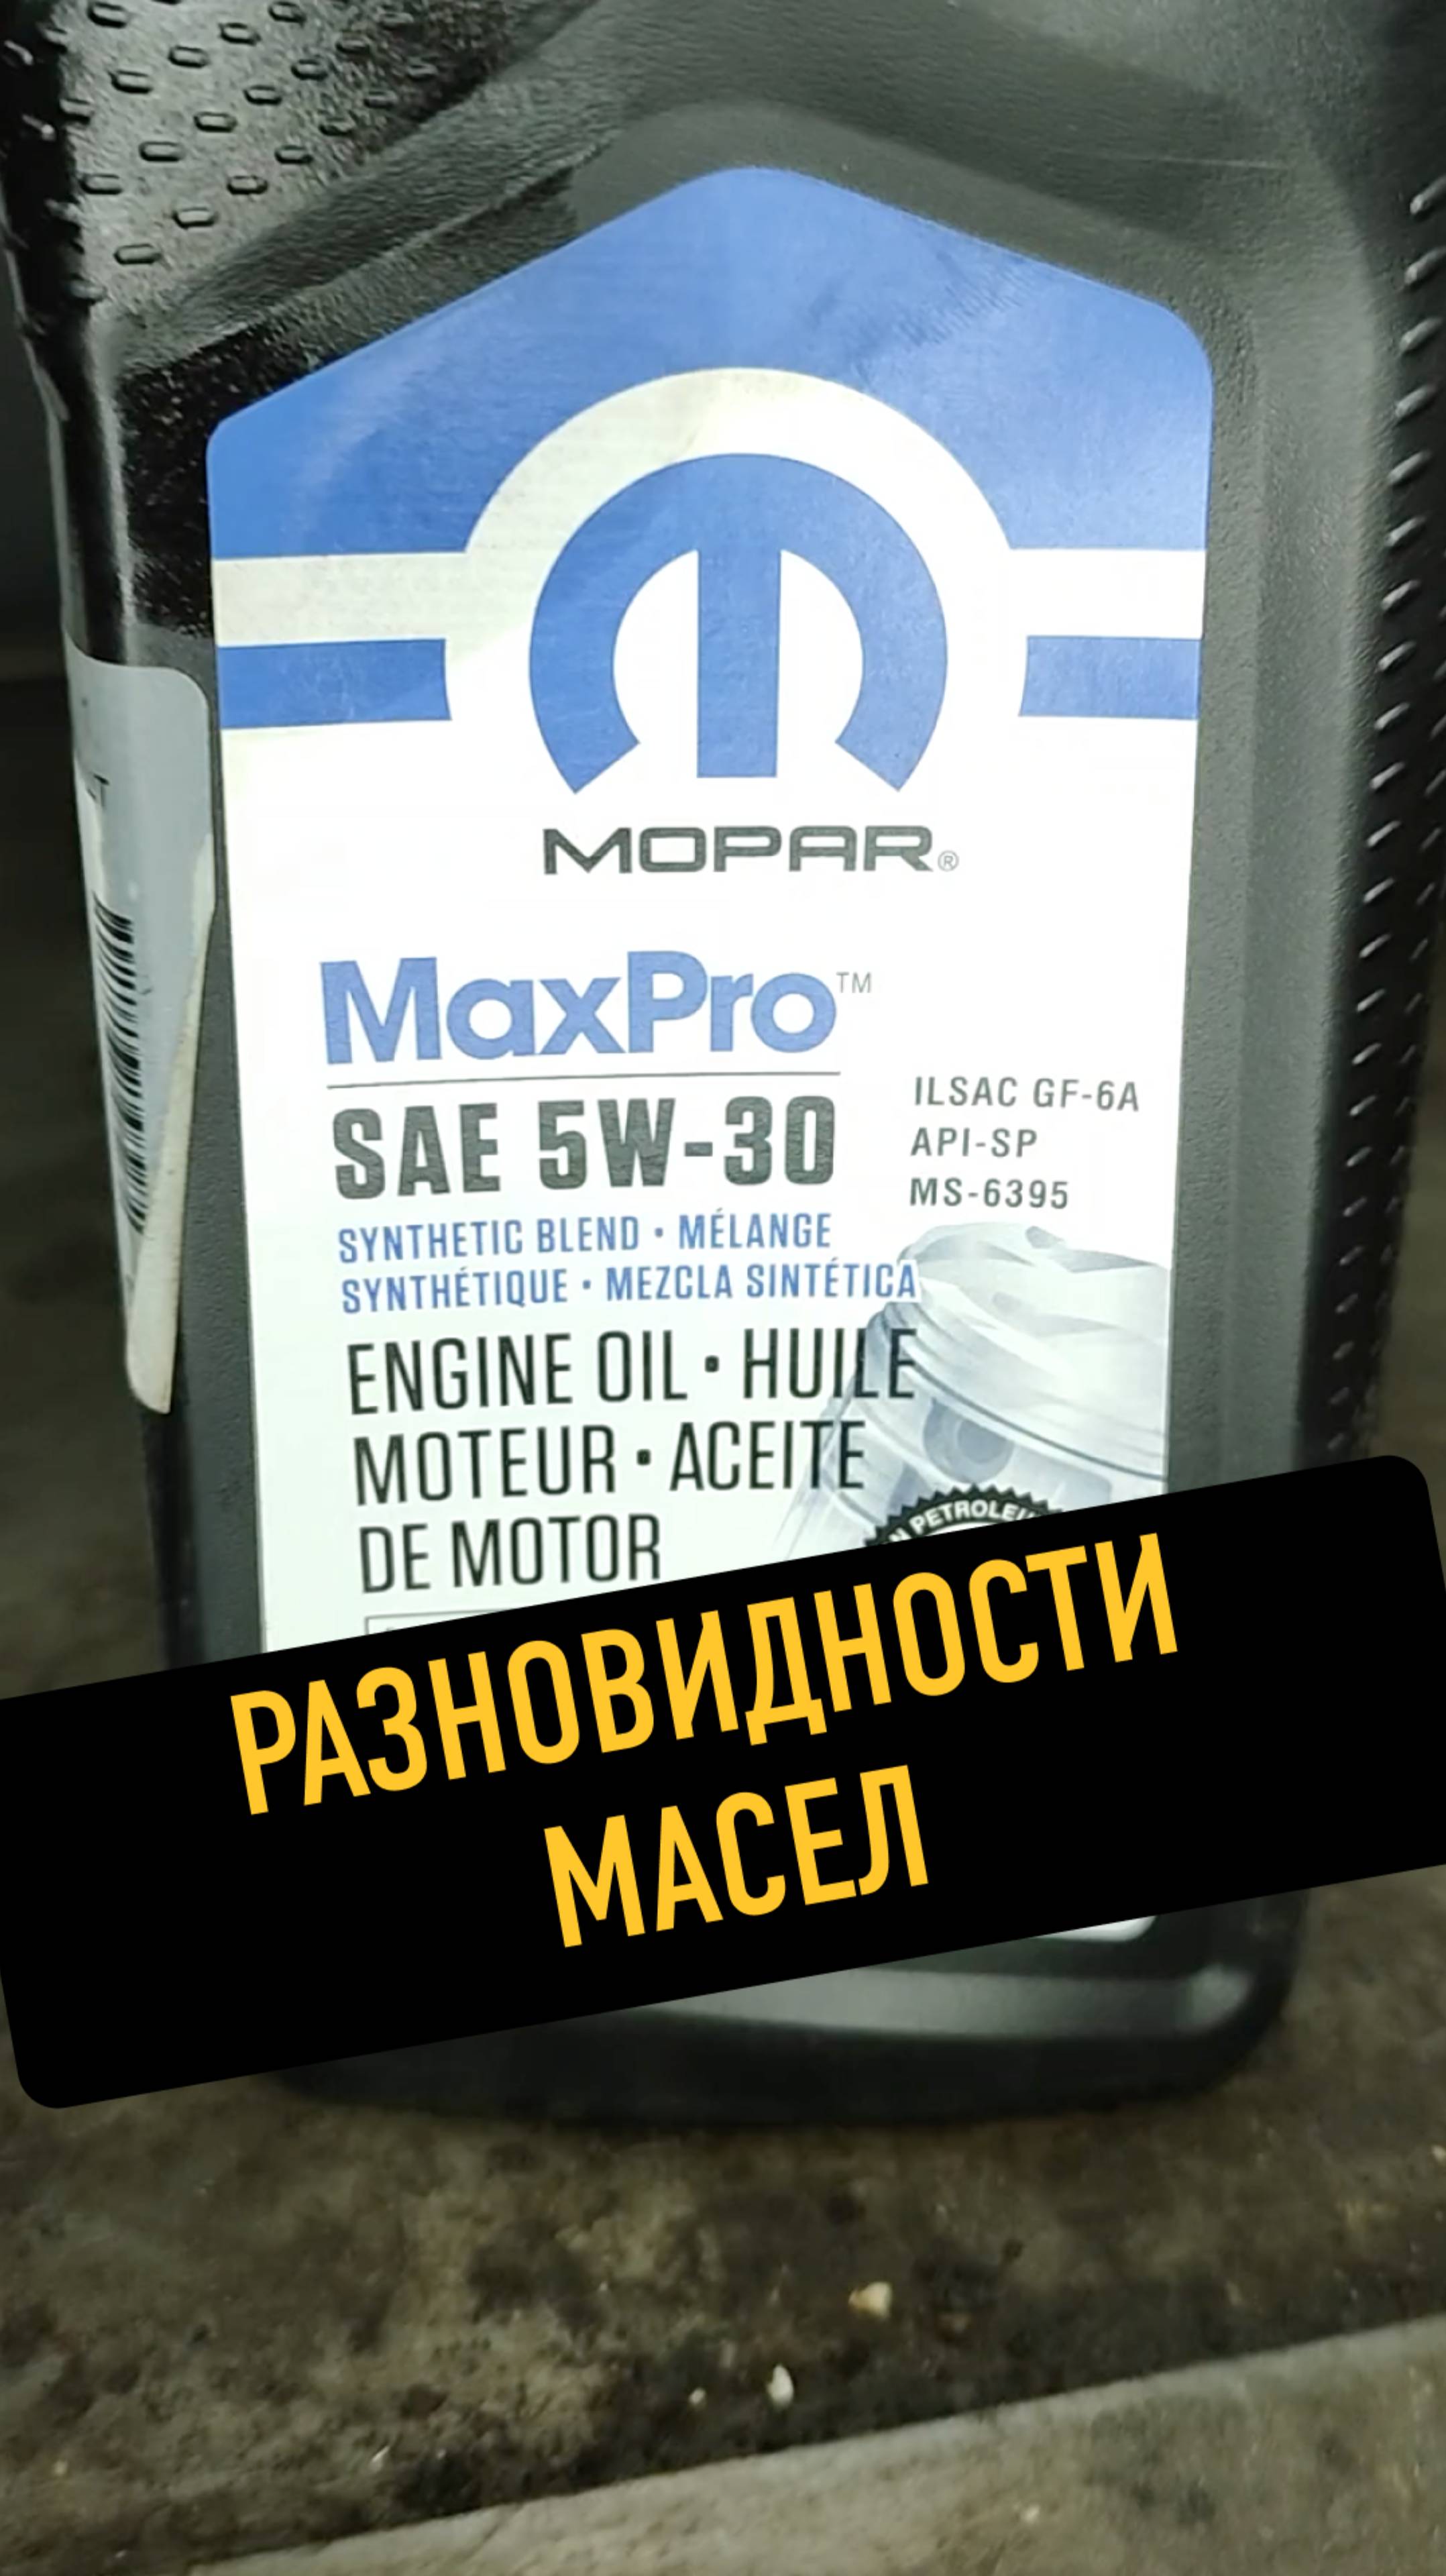 MOPAR®
MaxPro™
SAE 5W-30
ILSAC GF-6A
API-SP
MS-6395
SYNTHETIC BLEND • MÉLANGE
SYNTHÉTIQUE • MEZCLA SINTÉTICA
ENGINE OIL • HUILE
MOTEUR • ACEITE
DE MOTOR
РАЗНОВИДНОСТИ
МАСЕЛ